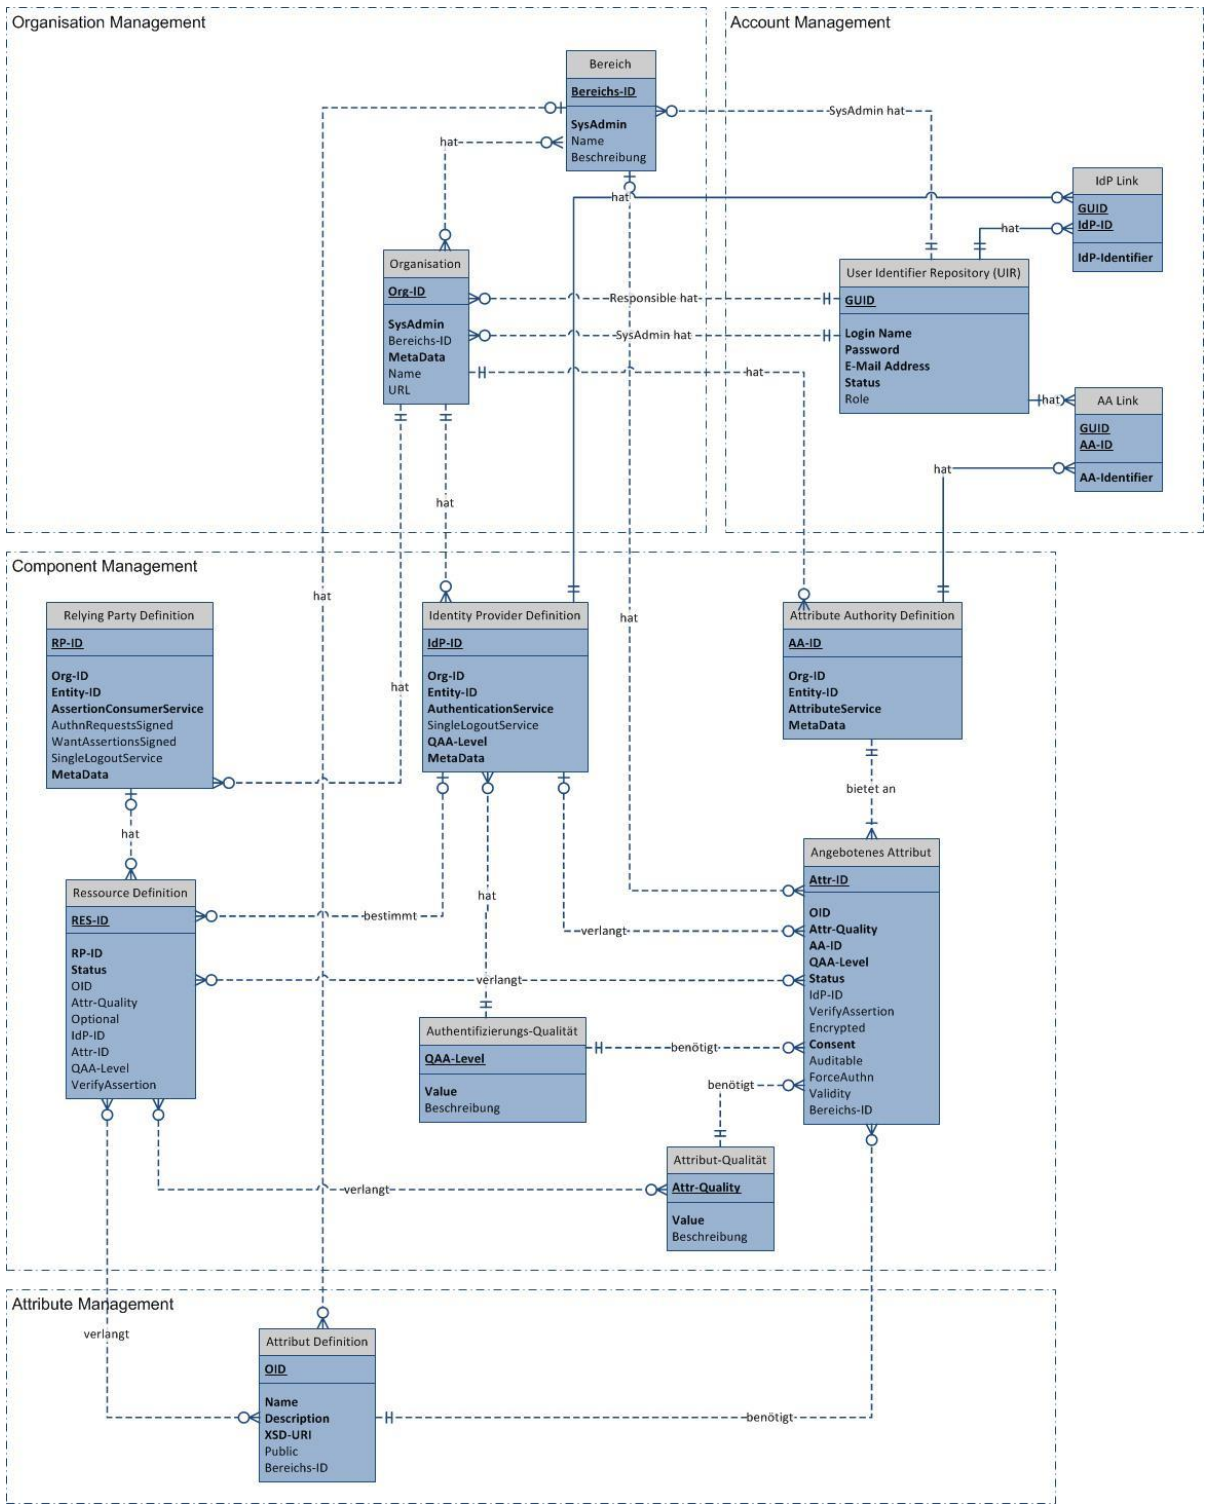 Organisation Management
Account Management
Bereich
Bereichs-ID
SysAdmin
Name
Beschreibung
SysAdmin hat
hat
hat
IdP Link
GUID
IdP-ID
IdP-Identifier
hat
Organisation
Org-ID
SysAdmin
Bereichs-ID
MetaData
Name
URL
Responsible hat
SysAdmin hat
hat
User Identifier Repository (UIR)
GUID
Login Name
Password
E-Mail Address
Status
Role
hat
AA Link
GUID
AA-ID
AA-Identifier
hat
hat
Component Management
hat
hat
hat
Relying Party Definition
RP-ID
Org-ID
Entity-ID
AssertionConsumerService
AuthnRequestsSigned
WantAssertionsSigned
SingleLogoutService
MetaData
Identity Provider Definition
IdP-ID
Org-ID
Entity-ID
AuthenticationService
SingleLogoutService
QAA-Level
MetaData
Attribute Authority Definition
AA-ID
Org-ID
Entity-ID
AttributeService
MetaData
bietet an
hat
Ressource Definition
RES-ID
RP-ID
Status
OID
Attr-Quality
Optional
IdP-ID
Attr-ID
QAA-Level
VerifyAssertion
hat
bestimmt
verlangt
verlangt
Angebotenes Attribut
Attr-ID
OID
Attr-Quality
AA-ID
QAA-Level
Status
IdP-ID
VerifyAssertion
Encrypted
Consent
Auditable
ForceAuthn
Validity
Bereichs-ID
Authentifizierungs-Qualität
QAA-Level
Value
Beschreibung
benötigt
benötigt
Attribut-Qualität
Attr-Quality
Value
Beschreibung
verlangt
Attribute Management
verlangt
Attribut Definition
OID
Name
Description
XSD-URI
Public
Bereichs-ID
benötigt